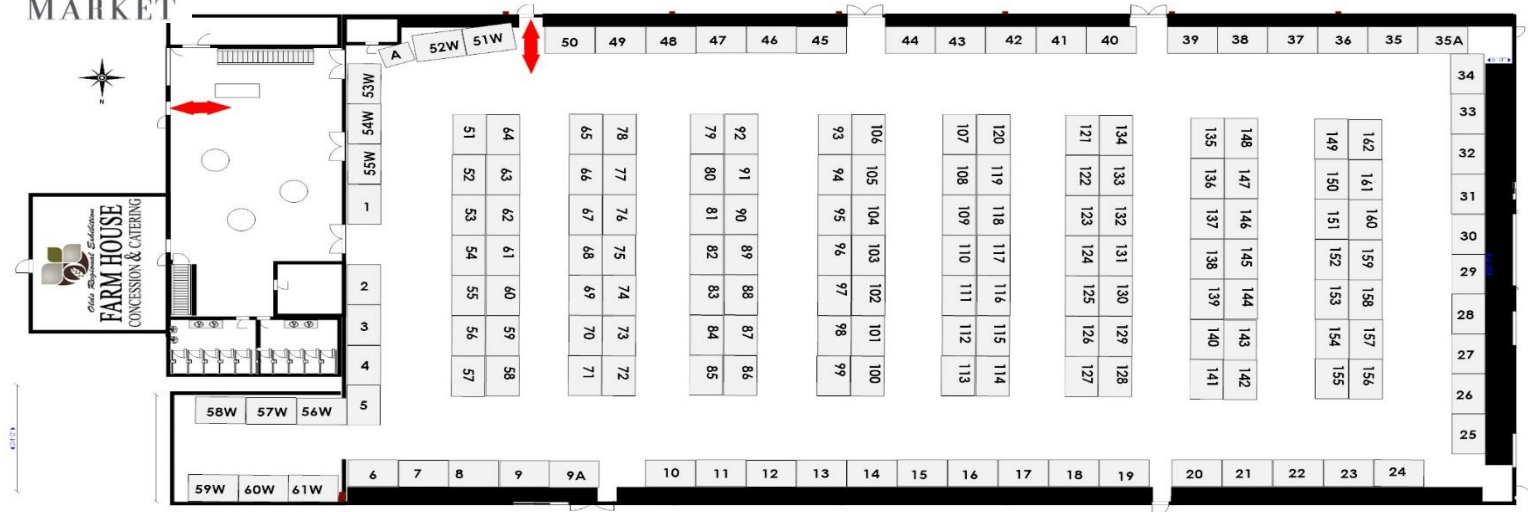 MARKET
A 52W 51W 50 49 48 47 46 45 44 43 42 41 40 39 38 37 36 35 35A
53W
54W
55W
1
2
3
4
5
N
Olds Regional Exhibition
FARM HOUSE
CONCESSION & CATERING
51 64 65 78 79 92 93 106 107 120 121 134 135 148 149 162
52 63 66 77 80 91 94 105 108 119 122 133 136 147 150 161
53 62 67 76 81 90 95 104 109 118 123 132 137 146 151 160
54 61 68 75 82 89 96 103 110 117 124 131 138 145 152 159
55 60 69 74 83 88 97 102 111 116 125 130 139 144 153 158
56 59 70 73 84 87 98 101 112 115 126 129 140 143 154 157
57 58 71 72 85 86 99 100 113 114 127 128 141 142 155 156
34
33
32
31
30
29
28
27
26
25
58W 57W 56W
59W 60W 61W
6 7 8 9 9A 10 11 12 13 14 15 16 17 18 19 20 21 22 23 24